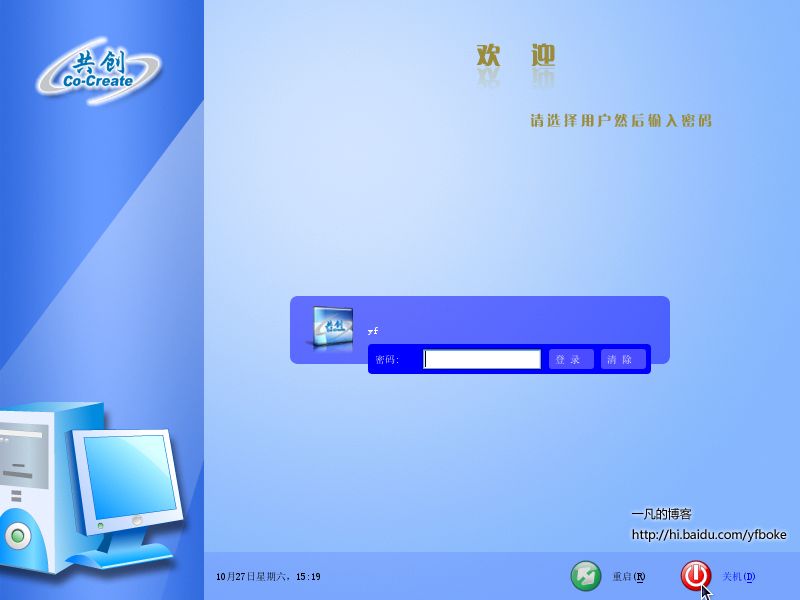 共创
Co-Create
欢 迎
请选择用户然后输入密码
共创
yf
密码:
登 录
清 除
一凡的博客
http://hi.baidu.com/yfboke
10月27日星期六，15:19
重启(R)
关机(D)